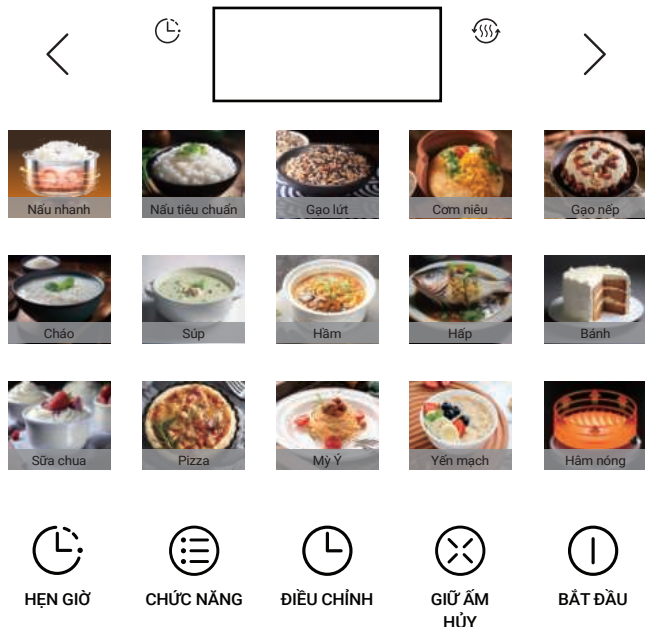 Nấu nhanh
Nấu tiêu chuẩn
Gạo lứt
Cơm niêu
Gạo nếp
Cháo
Súp
Hầm
Hấp
Bánh
Sữa chua
Pizza
Mỳ Ý
Yến mạch
Hâm nóng
HẸN GIỜ
CHỨC NĂNG
ĐIỀU CHỈNH
GIỮ ẤM
HỦY
BẮT ĐẦU